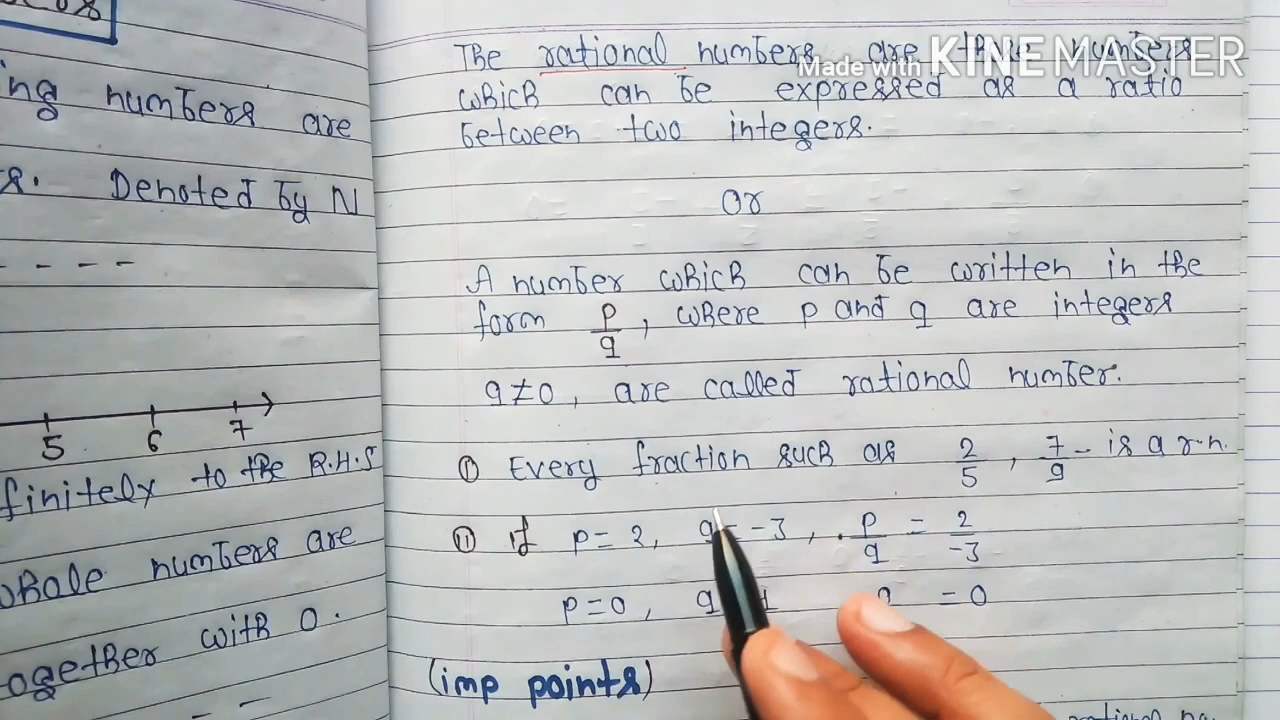 ing numbers are
s. Denoted by N
- - - -
5 6 7
finitely to the R.H.S
whole numbers are
together with 0.
The rational numbers are those numbers
Made with KINEMASTER
which can be expressed as a ratio
between two integers.
Or
A number which can be written in the
form p/q, where p and q are integers
q≠0, are called rational number.
(i) Every fraction such as 2/5, 7/9 - is a r.n.
(ii) if p = 2, q = -3, p/q = 2/-3
p = 0, q = 0
(imp points)